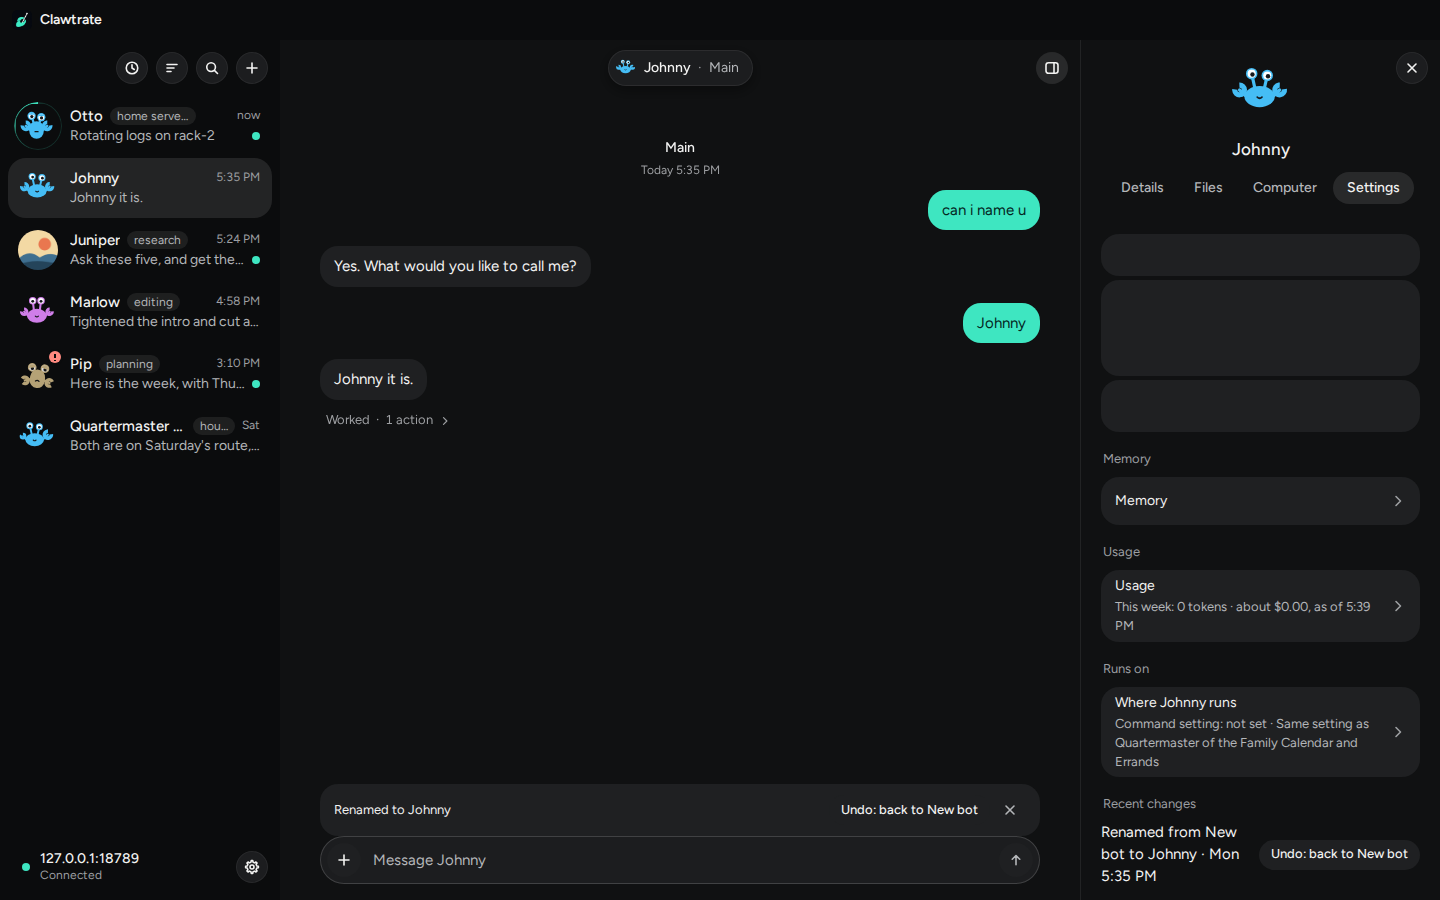 Clawtrate
Otto
home serve...
now
Rotating logs on rack-2
Johnny
5:35 PM
Johnny it is.
Juniper
research
5:24 PM
Ask these five, and get the...
Marlow
editing
4:58 PM
Tightened the intro and cut a...
Pip
planning
3:10 PM
Here is the week, with Thu...
Quartermaster ...
hou...
Sat
Both are on Saturday's route,...
127.0.0.1:18789
Connected
Johnny · Main
Main
Today 5:35 PM
can i name u
Yes. What would you like to call me?
Johnny
Johnny it is.
Worked · 1 action
Renamed to Johnny
Undo: back to New bot
Message Johnny
Johnny
Details
Files
Computer
Settings
Memory
Memory
Usage
Usage
This week: 0 tokens · about $0.00, as of 5:39
PM
Runs on
Where Johnny runs
Command setting: not set · Same setting as
Quartermaster of the Family Calendar and
Errands
Recent changes
Renamed from New
bot to Johnny · Mon
5:35 PM
Undo: back to New bot